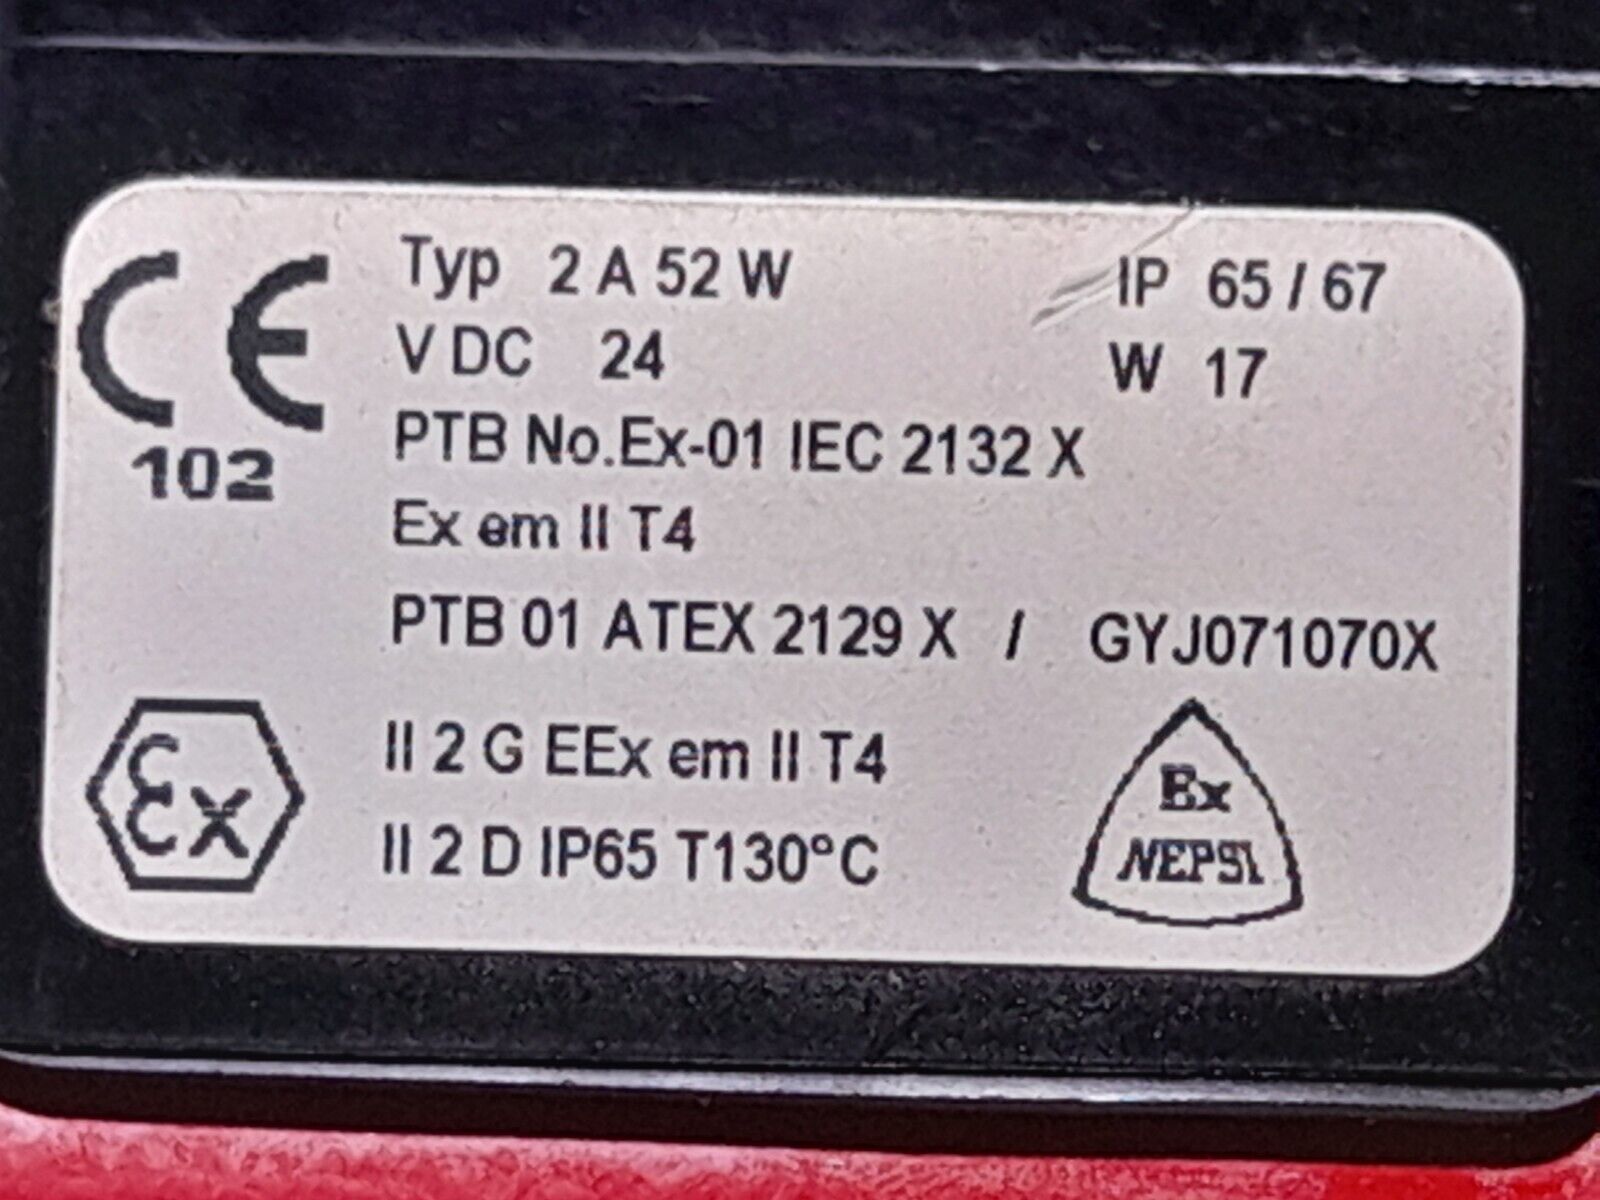 CE Typ 2 A 52 W IP 65 / 67
V DC 24 W 17
102 PTB No.Ex-01 IEC 2132 X
Ex em II T4
PTB 01 ATEX 2129 X / GYJ071070X
Ex II 2 G EEx em II T4
II 2 D IP65 T130°C
Ex
NEPSI